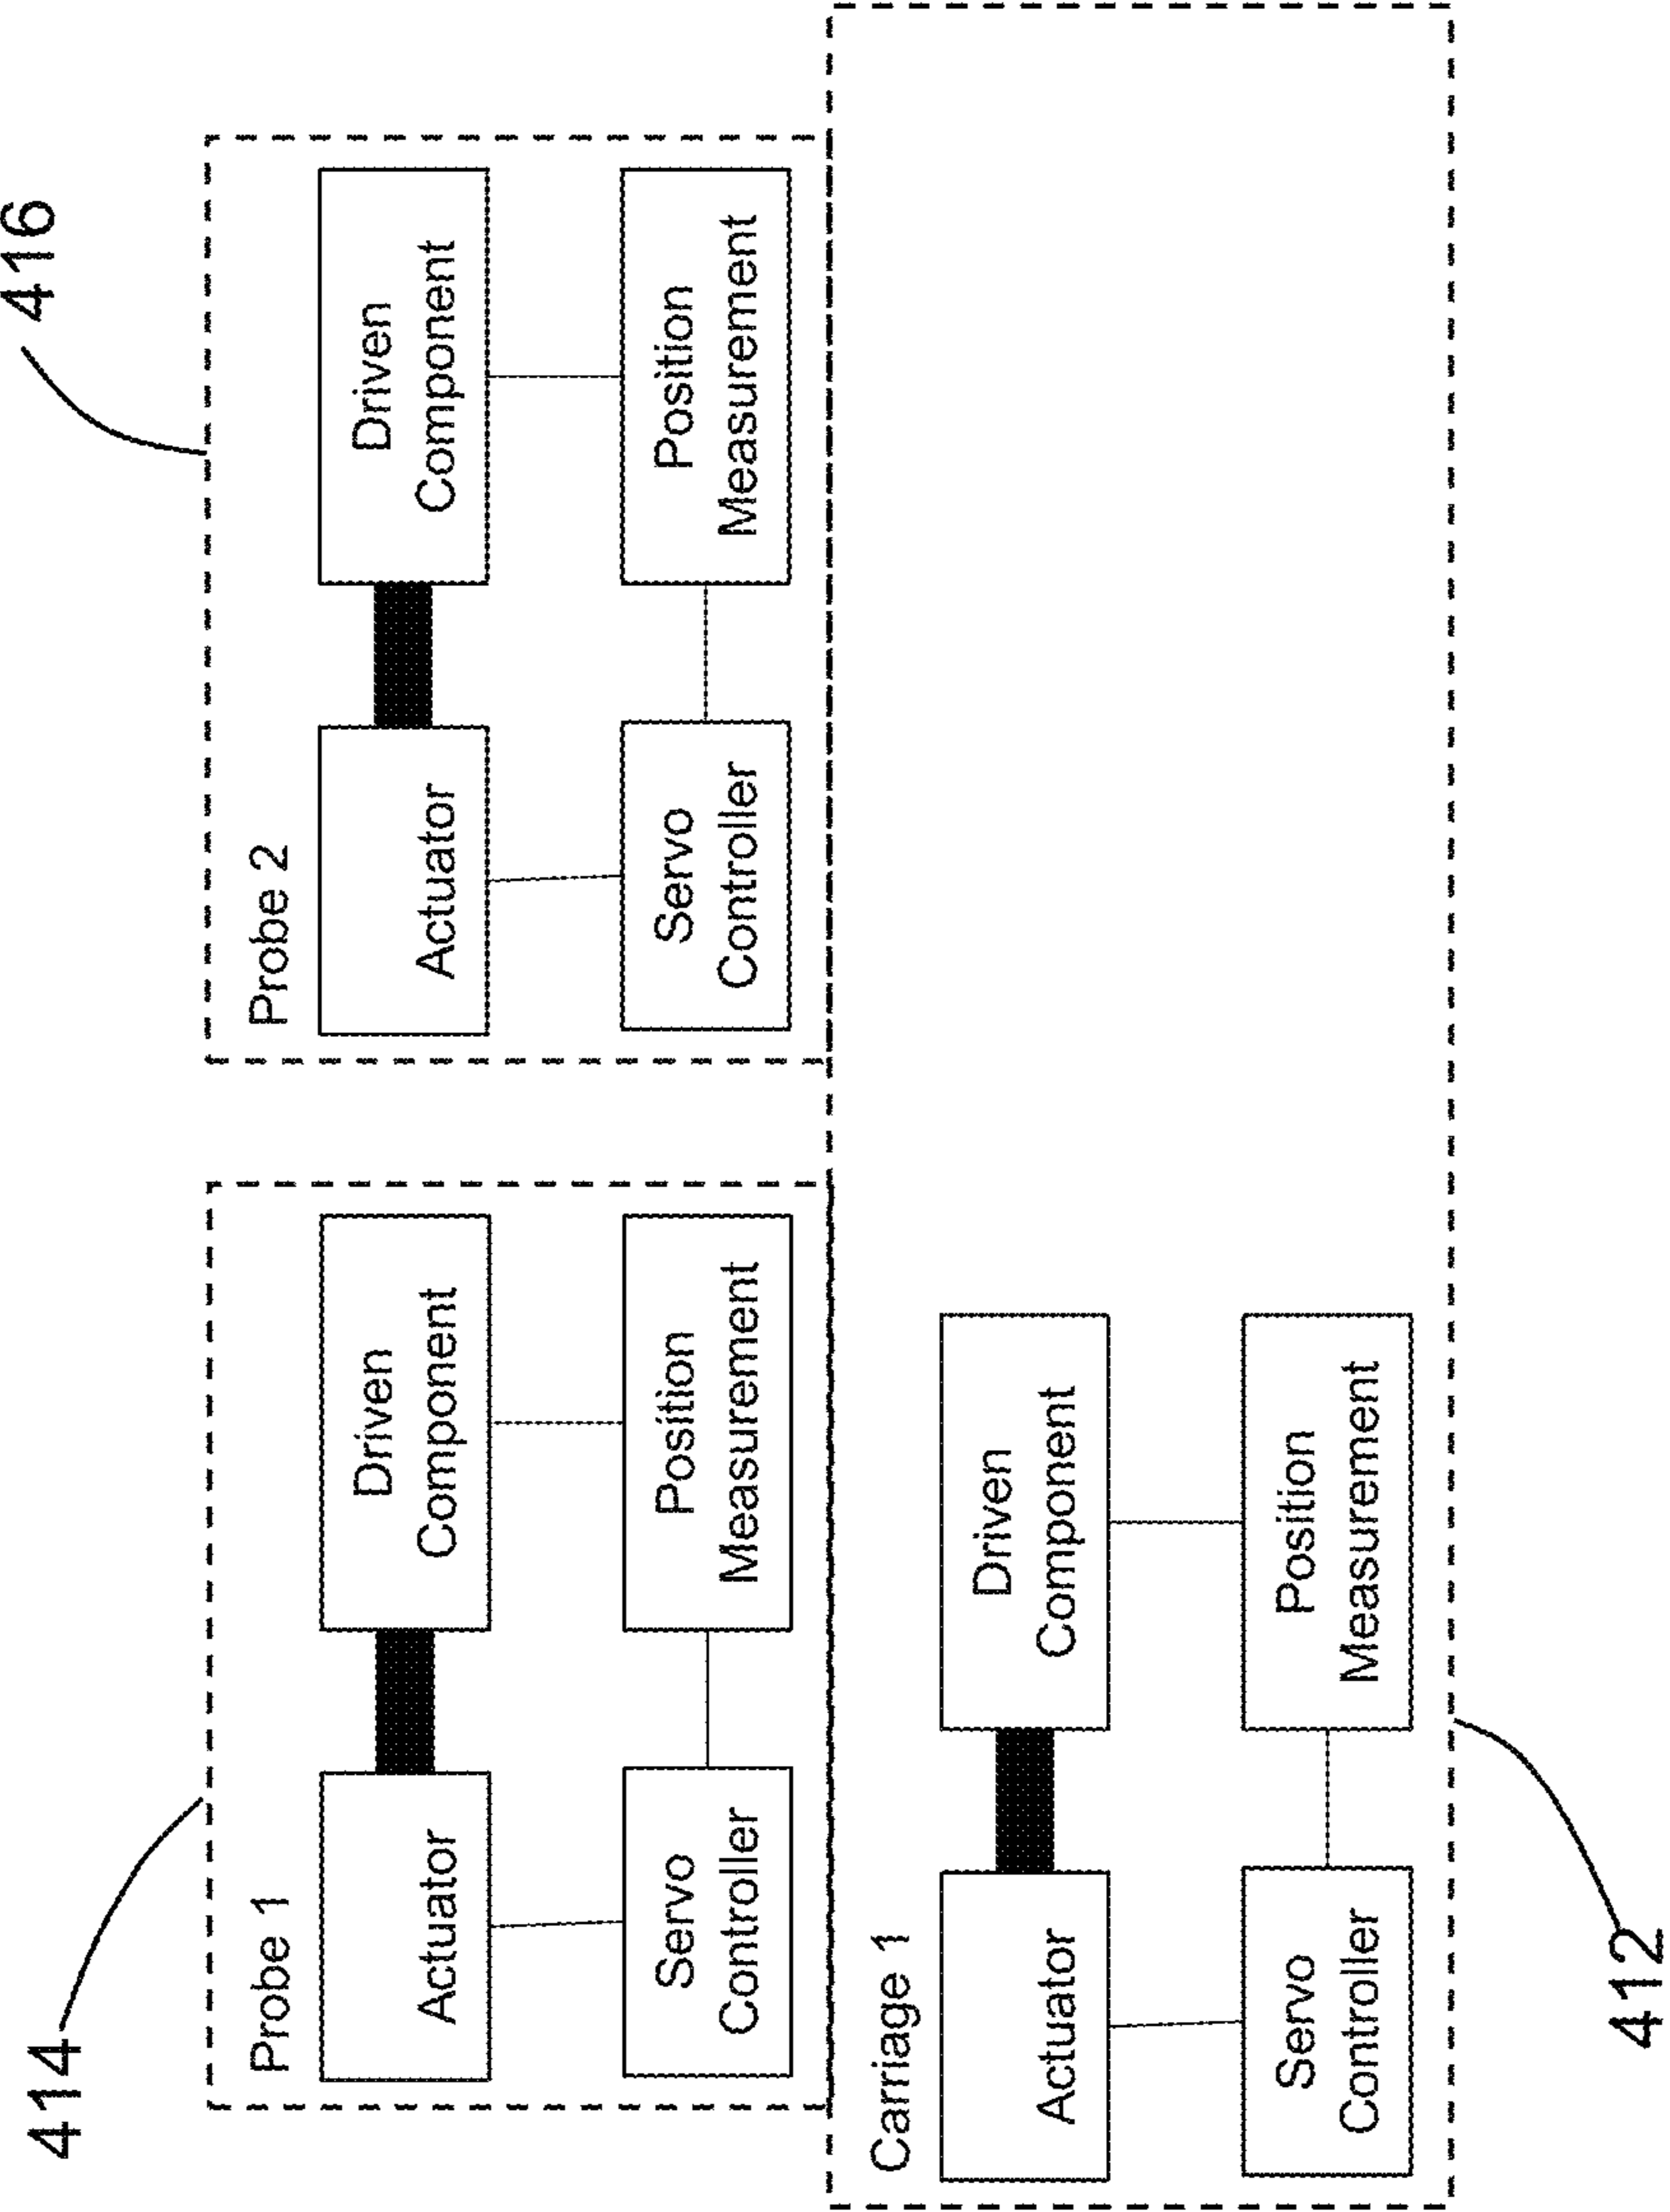 414
416
Probe 1
Actuator
Driven
Component
Servo
Controller
Position
Measurement
Probe 2
Actuator
Driven
Component
Servo
Controller
Position
Measurement
Carriage 1
Actuator
Driven
Component
Servo
Controller
Position
Measurement
412